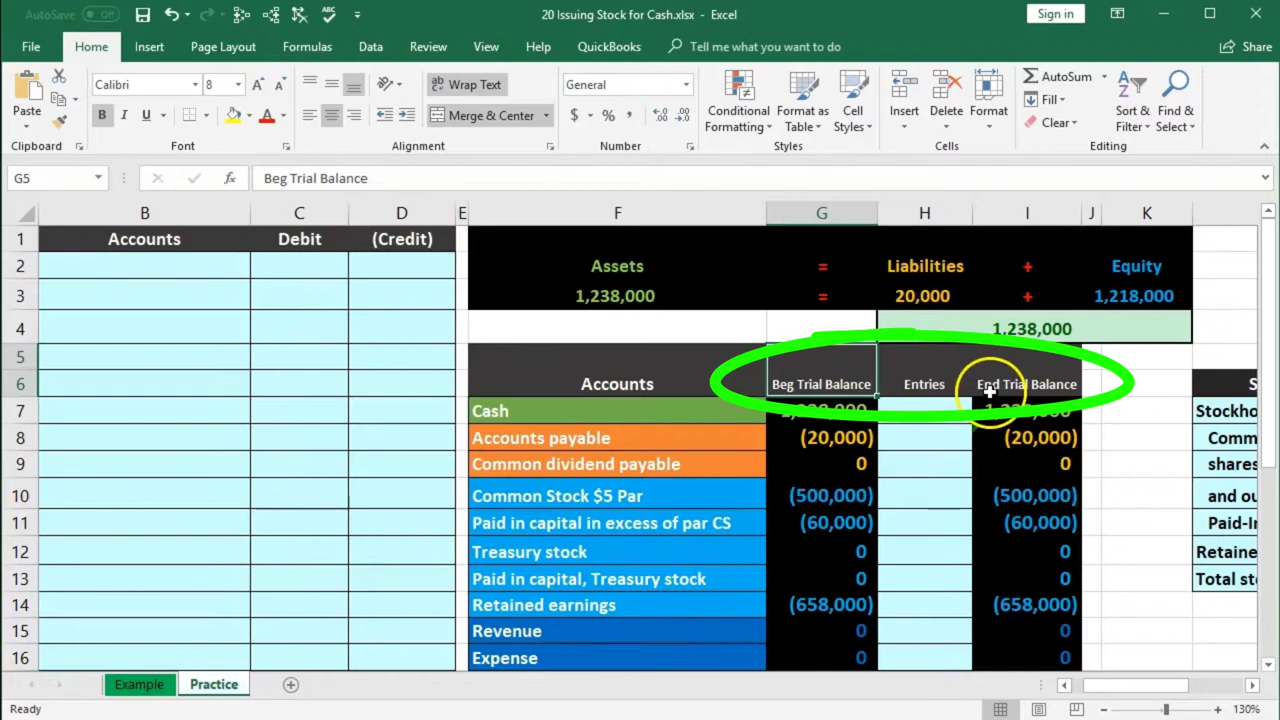 AutoSave Off 20 Issuing Stock for Cash.xlsx - Excel Sign in
File Home Insert Page Layout Formulas Data Review View Help QuickBooks Tell me what you want to do Share
Calibri 8 Wrap Text General AutoSum
Paste Fill
B I U A Merge & Center $ % Conditional Formatting Format as Table Cell Styles Insert Delete Format Clear Sort & Filter Find & Select
Clipboard Font Alignment Number Styles Cells Editing
G5 fx Beg Trial Balance
B C D E F G H I J K
1 Accounts Debit (Credit)
2 Assets = Liabilities + Equity
3 1,238,000 = 20,000 + 1,218,000
4 1,238,000
5
6 Accounts Beg Trial Balance Entries End Trial Balance S
7 Cash Stockho
8 Accounts payable (20,000) (20,000) Comm
9 Common dividend payable 0 0 shares
10 Common Stock $5 Par (500,000) (500,000) and ou
11 Paid in capital in excess of par CS (60,000) (60,000) Paid-In
12 Treasury stock 0 0 Retaine
13 Paid in capital, Treasury stock 0 0 Total sto
14 Retained earnings (658,000) (658,000)
15 Revenue 0 0
16 Expense 0 0
Example Practice
Ready 130%